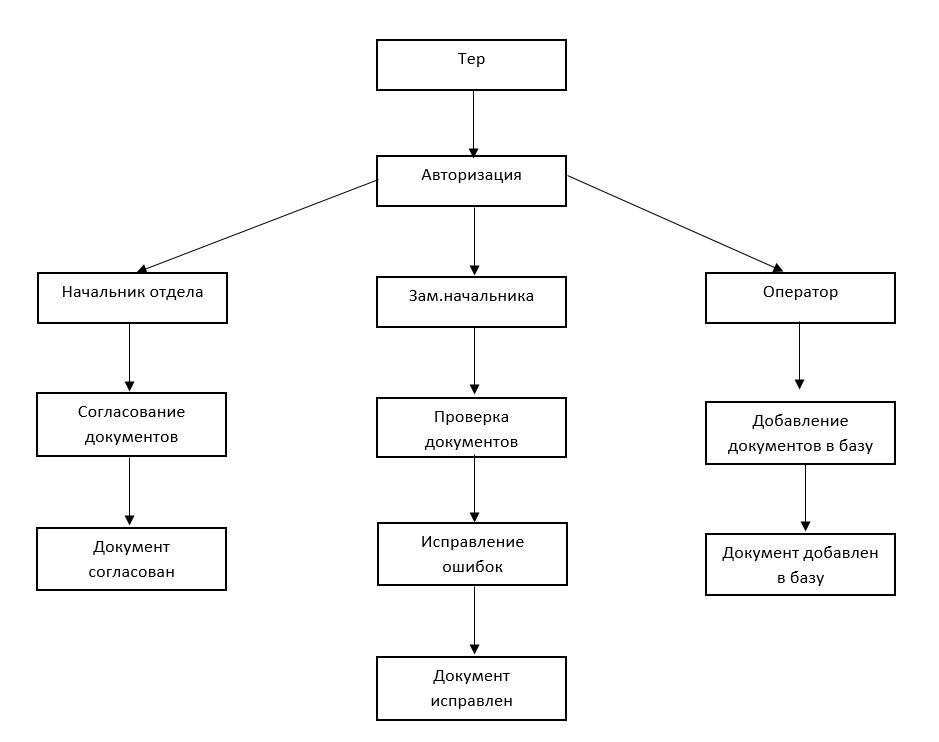 Тер
Авторизация
Начальник отдела
Зам.начальника
Оператор
Согласование
документов
Проверка
документов
Добавление
документов в базу
Документ
согласован
Исправление
ошибок
Документ добавлен
в базу
Документ
исправлен